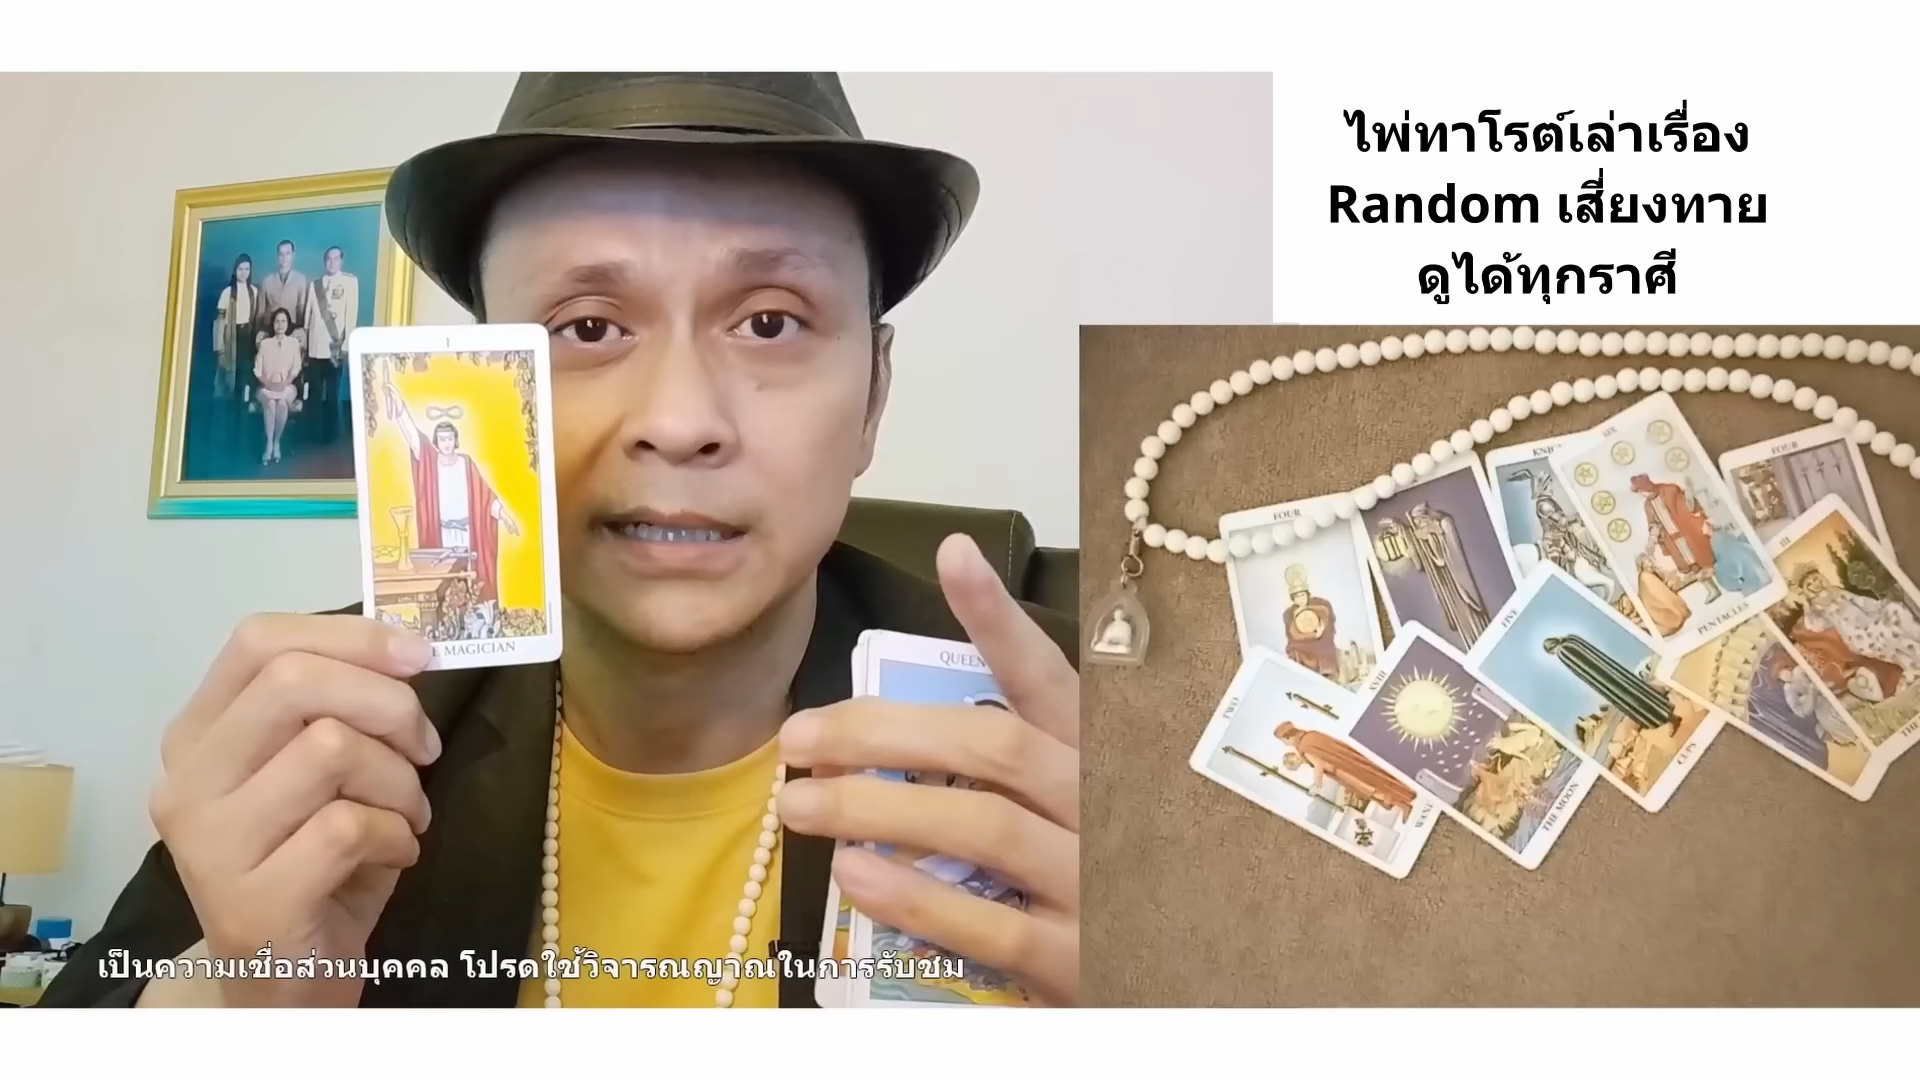 ไพ่ทาโรต์เล่าเรื่อง
Random เสี่ยงทาย
ดูได้ทุกราศี
I
MAGICIAN
QUEEN
FOUR
SIX
PENTACLES
FOUR
III
TWO
XVIII
THE MOON
FIVE
CUPS
เป็นความเชื่อส่วนบุคคล โปรดใช้วิจารณญาณในการรับชม